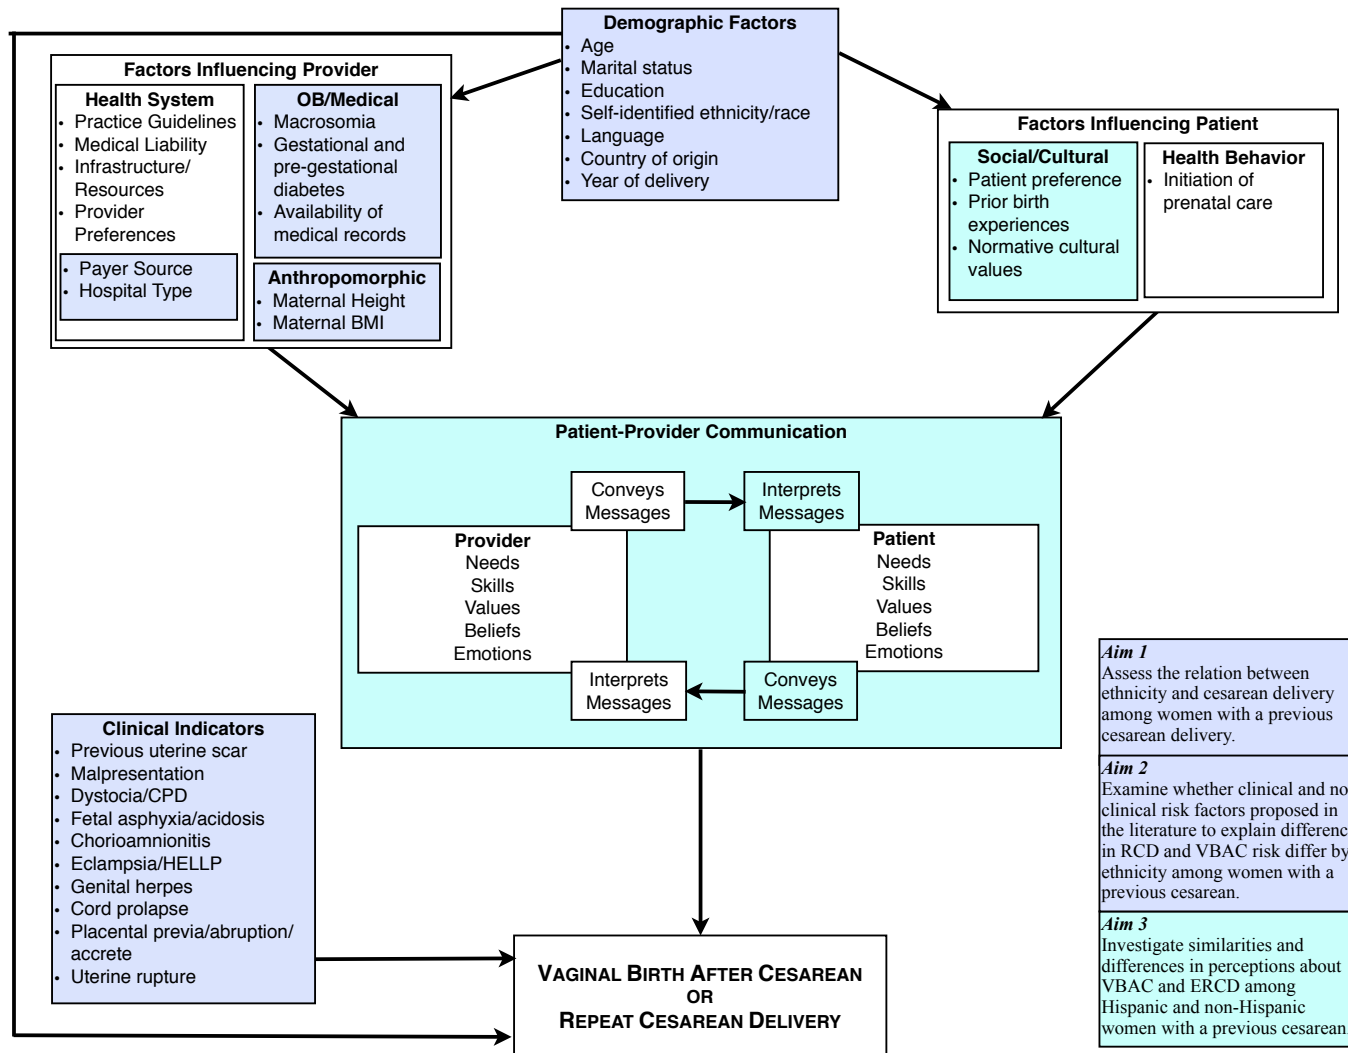 Demographic Factors
• Age
• Marital status
• Education
• Self-identified ethnicity/race
• Language
• Country of origin
• Year of delivery
Factors Influencing Provider
Health System
• Practice Guidelines
• Medical Liability
• Infrastructure/
Resources
• Provider
Preferences
• Payer Source
• Hospital Type
OB/Medical
• Macrosomia
• Gestational and
pre-gestational
diabetes
• Availability of
medical records
Anthropomorphic
• Maternal Height
• Maternal BMI
Factors Influencing Patient
Social/Cultural
• Patient preference
• Prior birth
experiences
• Normative cultural
values
Health Behavior
• Initiation of
prenatal care
Patient-Provider Communication
Conveys
Messages
Interprets
Messages
Provider
Needs
Skills
Values
Beliefs
Emotions
Patient
Needs
Skills
Values
Beliefs
Emotions
Interprets
Messages
Conveys
Messages
Clinical Indicators
• Previous uterine scar
• Malpresentation
• Dystocia/CPD
• Fetal asphyxia/acidosis
• Chorioamnionitis
• Eclampsia/HELLP
• Genital herpes
• Cord prolapse
• Placental previa/abruption/
accrete
• Uterine rupture
VAGINAL BIRTH AFTER CESAREAN
OR
REPEAT CESAREAN DELIVERY
Aim 1
Assess the relation between
ethnicity and cesarean delivery
among women with a previous
cesarean delivery.
Aim 2
Examine whether clinical and no
clinical risk factors proposed in
the literature to explain differenc
in RCD and VBAC risk differ by
ethnicity among women with a
previous cesarean.
Aim 3
Investigate similarities and
differences in perceptions about
VBAC and ERCD among
Hispanic and non-Hispanic
women with a previous cesarean